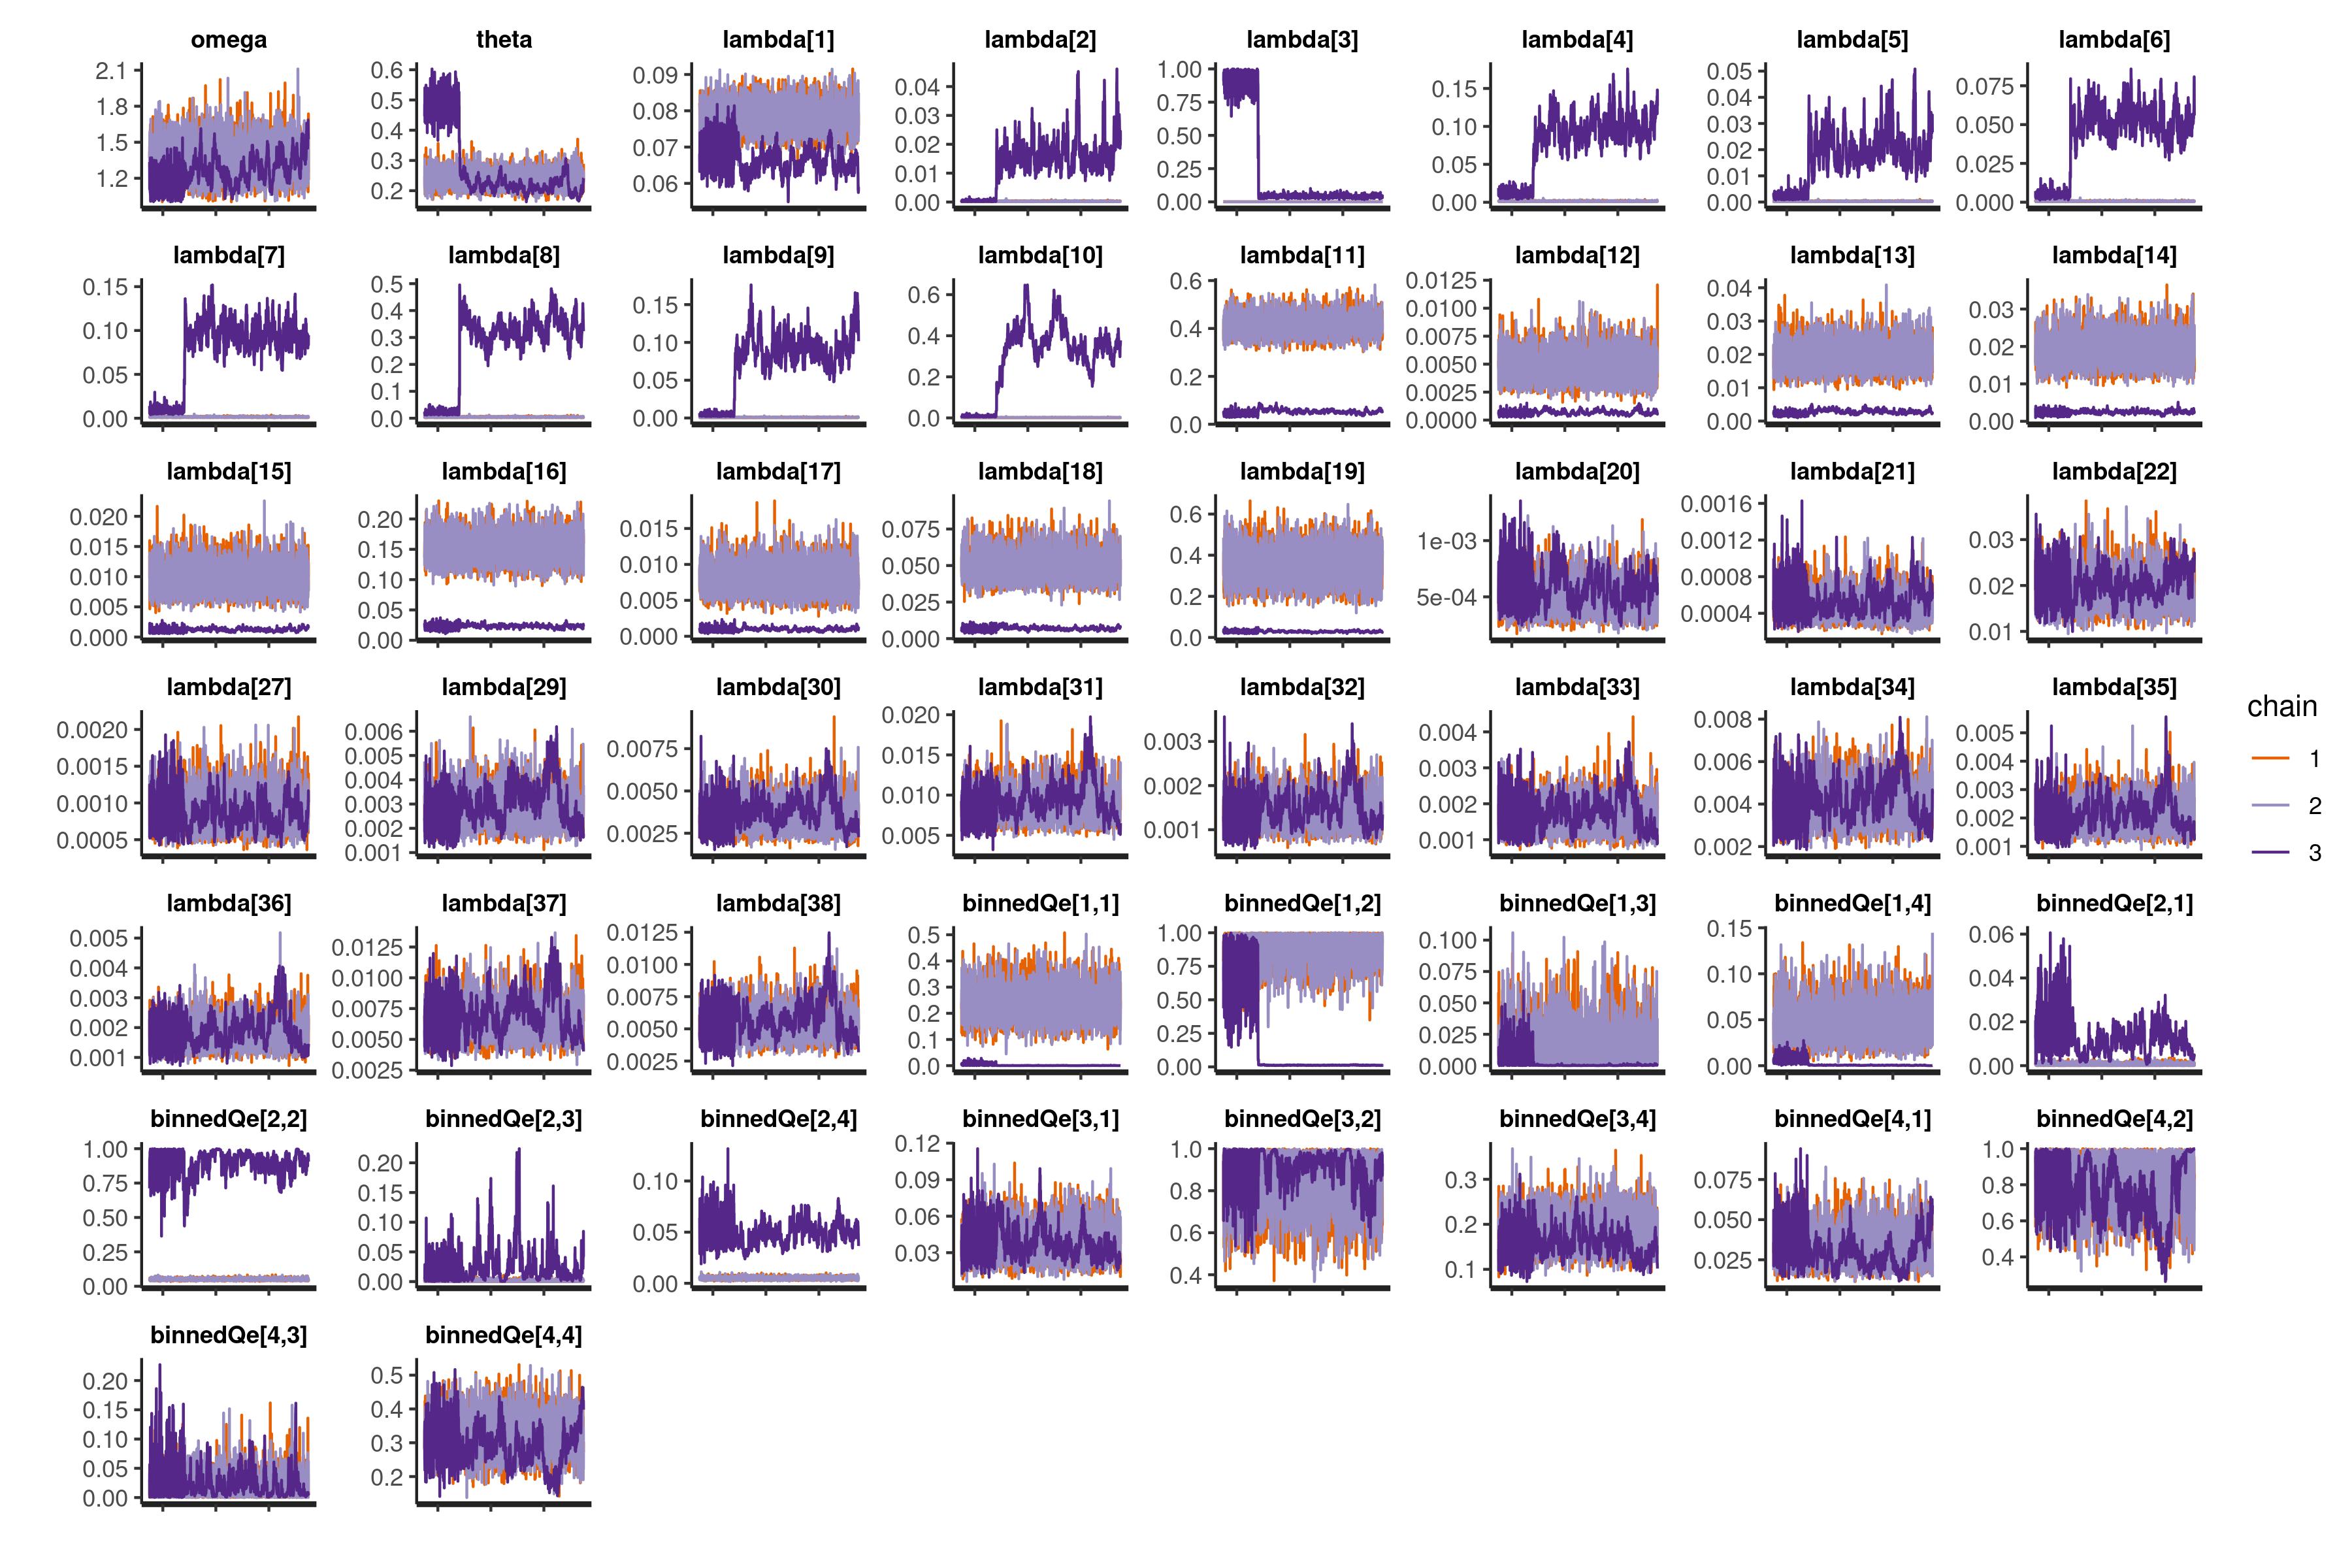 omega theta lambda[1] lambda[2] lambda[3] lambda[4] lambda[5] lambda[6]
2.1 1.8 1.5 1.2
0.6 0.5 0.4 0.3 0.2
0.09 0.08 0.07 0.06
0.04 0.03 0.02 0.01 0.00
1.00 0.75 0.50 0.25 0.00
0.15 0.10 0.05 0.00
0.05 0.04 0.03 0.02 0.01 0.00
0.075 0.050 0.025 0.000
lambda[7] lambda[8] lambda[9] lambda[10] lambda[11] lambda[12] lambda[13] lambda[14]
0.15 0.10 0.05 0.00
0.5 0.4 0.3 0.2 0.1 0.0
0.15 0.10 0.05 0.00
0.6 0.4 0.2 0.0
0.6 0.4 0.2 0.0
0.0125 0.0100 0.0075 0.0050 0.0025 0.0000
0.04 0.03 0.02 0.01 0.00
0.03 0.02 0.01 0.00
lambda[15] lambda[16] lambda[17] lambda[18] lambda[19] lambda[20] lambda[21] lambda[22]
0.020 0.015 0.010 0.005 0.000
0.20 0.15 0.10 0.05 0.00
0.015 0.010 0.005 0.000
0.075 0.050 0.025 0.000
0.6 0.4 0.2 0.0
1e-03 5e-04
0.0016 0.0012 0.0008 0.0004
0.03 0.02 0.01
lambda[27] lambda[29] lambda[30] lambda[31] lambda[32] lambda[33] lambda[34] lambda[35]
0.0020 0.0015 0.0010 0.0005
0.006 0.005 0.004 0.003 0.002 0.001
0.0075 0.0050 0.0025
0.020 0.015 0.010 0.005
0.003 0.002 0.001
0.004 0.003 0.002 0.001
0.008 0.006 0.004 0.002
0.005 0.004 0.003 0.002 0.001
chain
1
2
3
lambda[36] lambda[37] lambda[38] binnedQe[1,1] binnedQe[1,2] binnedQe[1,3] binnedQe[1,4] binnedQe[2,1]
0.005 0.004 0.003 0.002 0.001
0.0125 0.0100 0.0075 0.0050 0.0025
0.0125 0.0100 0.0075 0.0050 0.0025
0.5 0.4 0.3 0.2 0.1 0.0
1.00 0.75 0.50 0.25 0.00
0.100 0.075 0.050 0.025 0.000
0.15 0.10 0.05 0.00
0.06 0.04 0.02 0.00
binnedQe[2,2] binnedQe[2,3] binnedQe[2,4] binnedQe[3,1] binnedQe[3,2] binnedQe[3,4] binnedQe[4,1] binnedQe[4,2]
1.00 0.75 0.50 0.25 0.00
0.20 0.15 0.10 0.05 0.00
0.10 0.05 0.00
0.12 0.09 0.06 0.03
1.0 0.8 0.6 0.4
0.3 0.2 0.1
0.075 0.050 0.025
1.0 0.8 0.6 0.4
binnedQe[4,3] binnedQe[4,4]
0.20 0.15 0.10 0.05 0.00
0.5 0.4 0.3 0.2